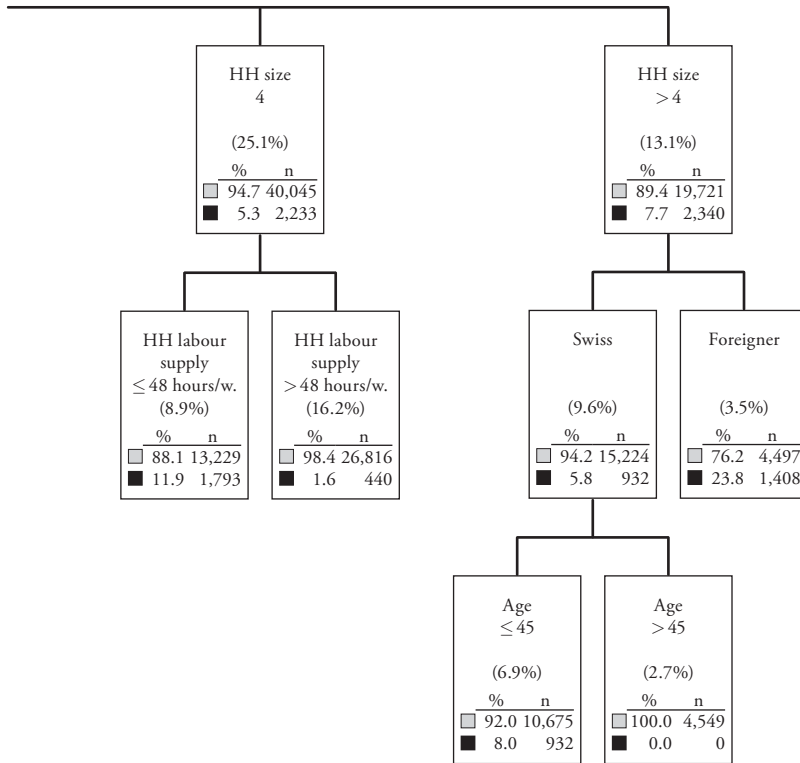 HH size
4
(25.1%)
% n
94.7 40,045
5.3 2,233
HH size
> 4
(13.1%)
% n
89.4 19,721
7.7 2,340
HH labour
supply
≤ 48 hours/w.
(8.9%)
% n
88.1 13,229
11.9 1,793
HH labour
supply
> 48 hours/w.
(16.2%)
% n
98.4 26,816
1.6 440
Swiss
(9.6%)
% n
94.2 15,224
5.8 932
Foreigner
(3.5%)
% n
76.2 4,497
23.8 1,408
Age
≤ 45
(6.9%)
% n
92.0 10,675
8.0 932
Age
> 45
(2.7%)
% n
100.0 4,549
0.0 0